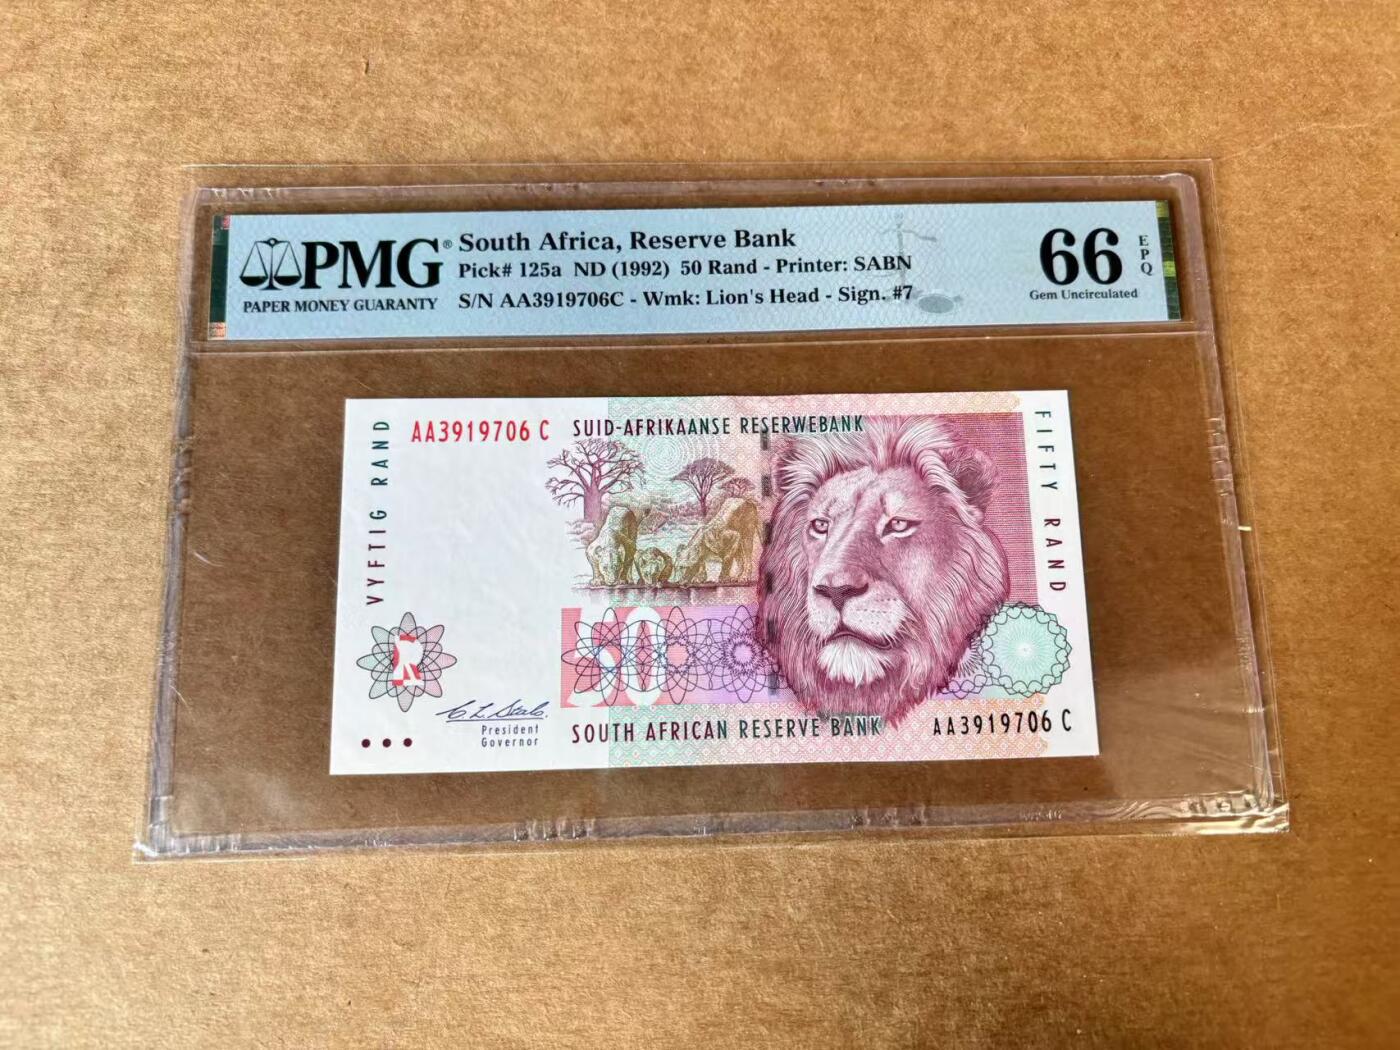 PMG®
PAPER MONEY GUARANTY
South Africa, Reserve Bank
Pick# 125a ND (1992) 50 Rand - Printer: SABN
S/N AA3919706C - Wmk: Lion's Head - Sign. #7
66
EPQ
Gem Uncirculated
VYFTIG RAND
AA3919706 C
SUID-AFRIKAANSE RESERWEBANK
FIFTY RAND
50
C L Stals.
President
Governor
SOUTH AFRICAN RESERVE BANK
AA3919706 C